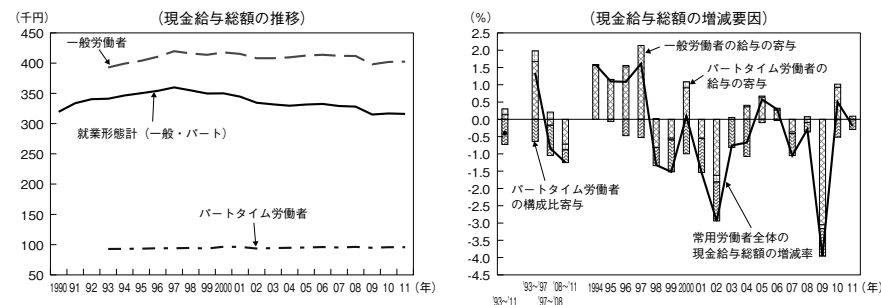 (現金給与総額の推移)
(千円)
450
400
350
300
250
200
150
100
50
一般労働者
就業形態計(一般・パート)
パートタイム労働者
1990 91 92 93 94 95 96 97 98 99 2000 01 02 03 04 05 06 07 08 09 10 11 (年)
(現金給与総額の増減要因)
(%)
2.5
2.0
1.5
1.0
0.5
0.0
-0.5
-1.0
-1.5
-2.0
-2.5
-3.0
-3.5
-4.0
-4.5
一般労働者の給与の寄与
パートタイム労働者の
給与の寄与
パートタイム労働者
の構成比寄与
常用労働者全体の
現金給与総額の増減率
'93~'97 '08~'11 1994 95 96 97 98 99 2000 01 02 03 04 05 06 07 08 09 10 11 (年)
'93~'11 '97~'08